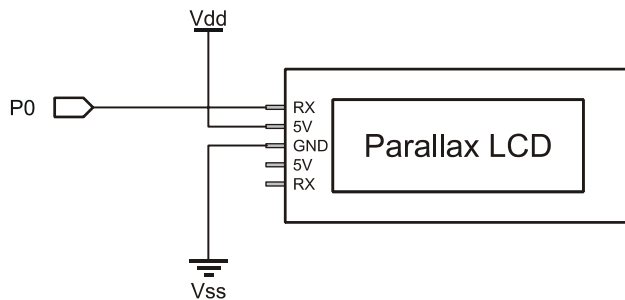 Vdd
P0
RX
5V
GND
5V
RX
Parallax LCD
Vss